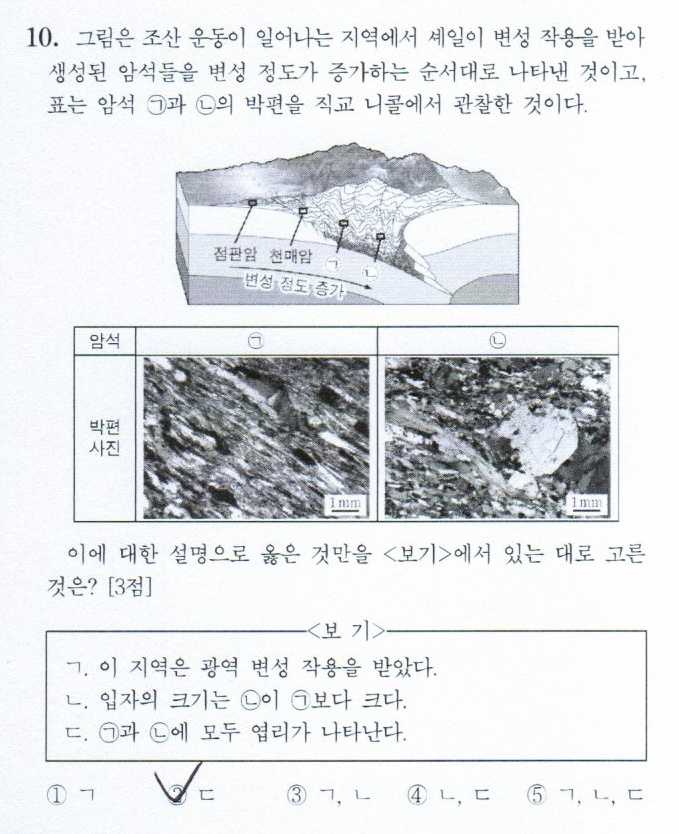 10. 그림은 조산 운동이 일어나는 지역에서 셰일이 변성 작용을 받아
생성된 암석들을 변성 정도가 증가하는 순서대로 나타낸 것이고,
표는 암석 ㉠과 ㉡의 박편을 직교 니콜에서 관찰한 것이다.
점판암 천매암 ㉠ ㉡
변성 정도 증가
암석 ㉠ ㉡
박편
사진
1mm 1mm
이에 대한 설명으로 옳은 것만을 <보기>에서 있는 대로 고른
것은? [3점]
<보 기>
ㄱ. 이 지역은 광역 변성 작용을 받았다.
ㄴ. 입자의 크기는 ㉡이 ㉠보다 크다.
ㄷ. ㉠과 ㉡에 모두 엽리가 나타난다.
① ㄱ ② ㄷ ③ ㄱ, ㄴ ④ ㄴ, ㄷ ⑤ ㄱ, ㄴ, ㄷ